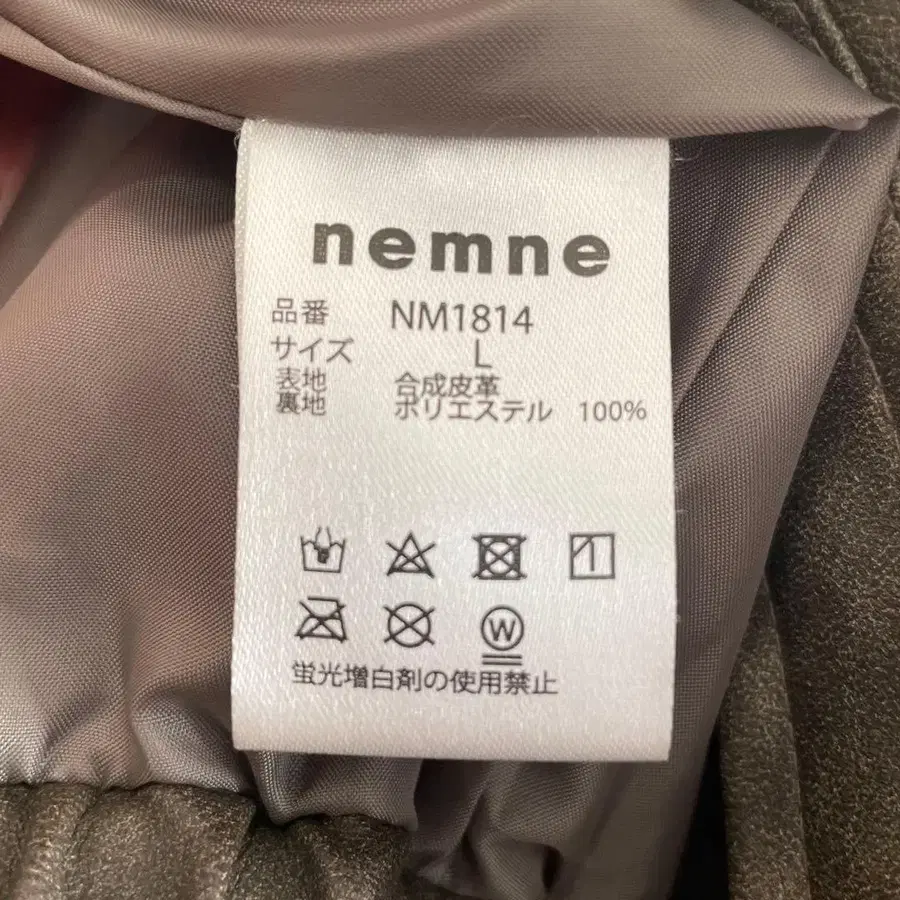 nemne
品番 NM1814
サイズ L
表地 合成皮革
裏地 ポリエステル 100%
W
蛍光増白剤の使用禁止